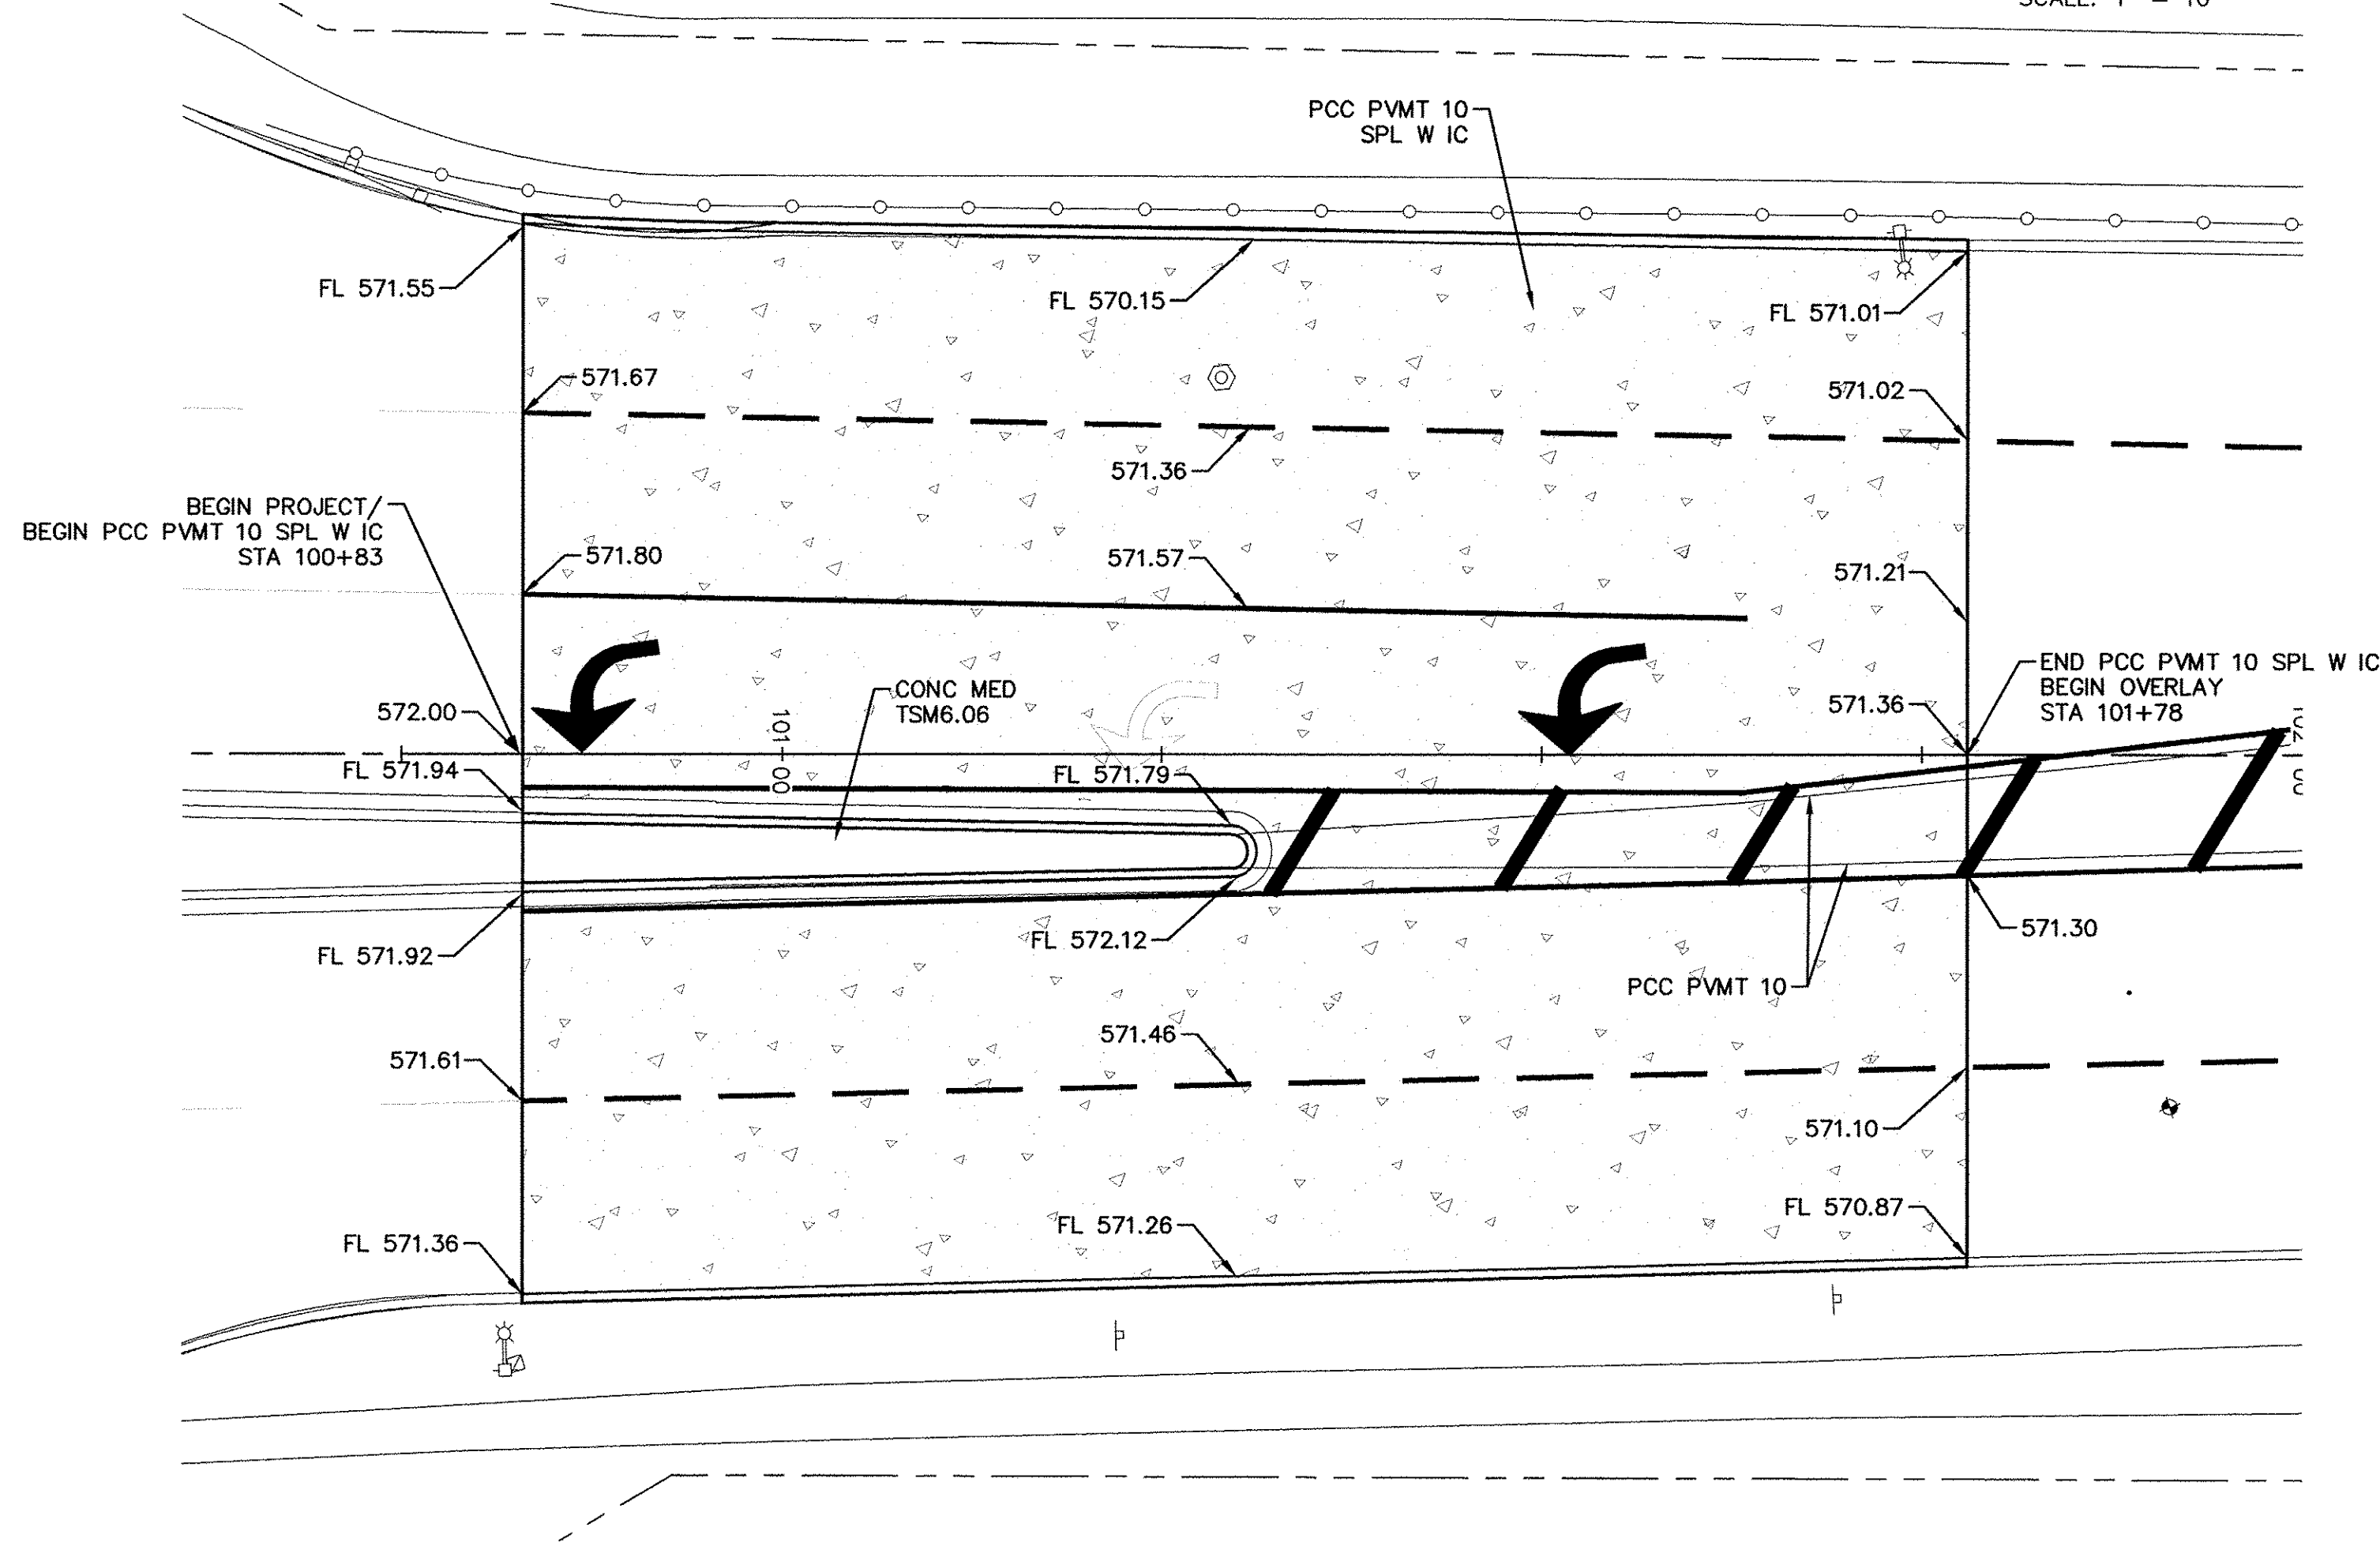 PCC PVMT 10
SPL W IC
FL 571.55
FL 570.15
FL 571.01
571.67
571.02
571.36
BEGIN PROJECT/
BEGIN PCC PVMT 10 SPL W IC
STA 100+83
571.80
571.57
571.21
END PCC PVMT 10 SPL W IC
BEGIN OVERLAY
STA 101+78
CONC MED
TSM6.06
572.00
571.36
101+00
FL 571.94
FL 571.79
FL 571.92
FL 572.12
571.30
PCC PVMT 10
571.61
571.46
571.10
FL 571.36
FL 571.26
FL 570.87